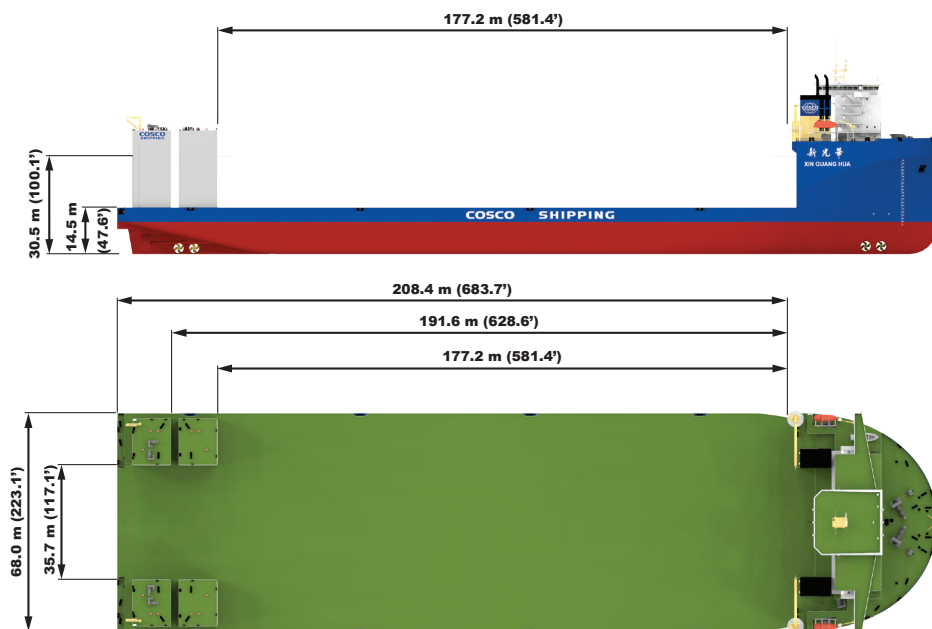 177.2 m (581.4’)
COSCO
SHIPPING
COSCO
新光華
XIN GUANG HUA
30.5 m (100.1’)
14.5 m
(47.6’)
COSCO SHIPPING
208.4 m (683.7’)
191.6 m (628.6’)
177.2 m (581.4’)
68.0 m (223.1’)
35.7 m (117.1’)